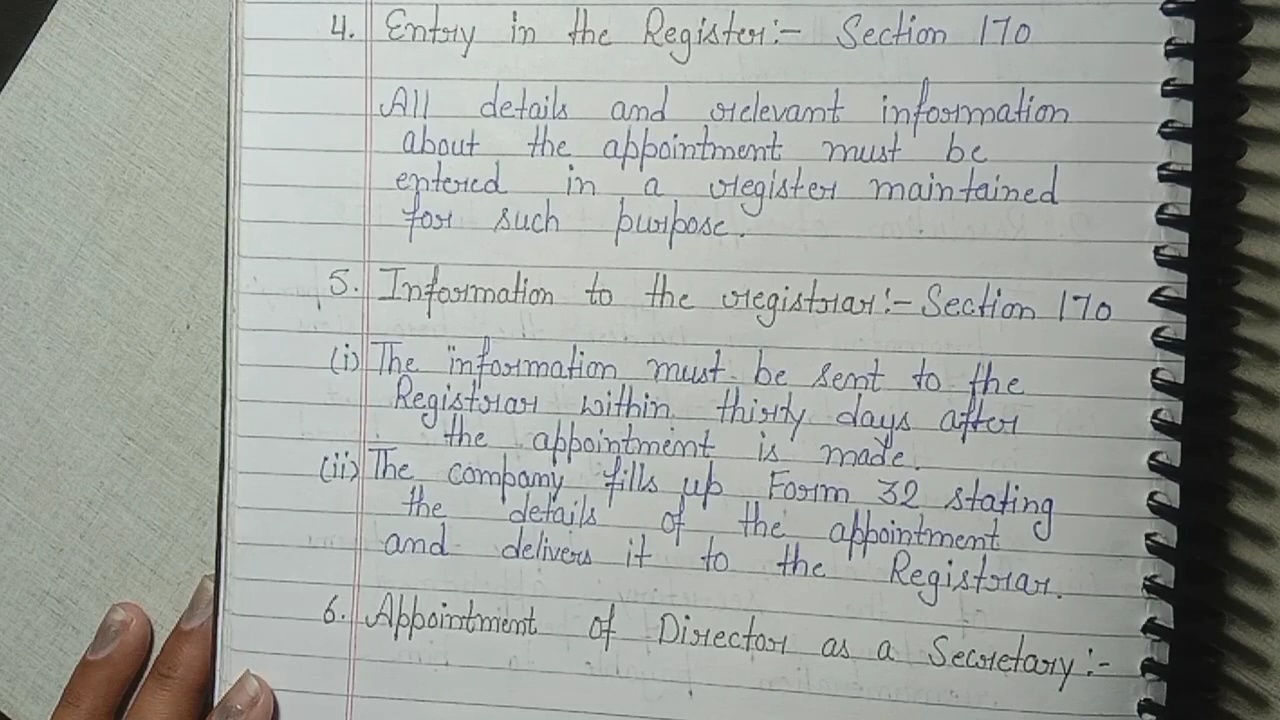 4. Entry in the Register:- Section 170
All details and relevant information
about the appointment must be
entered in a register maintained
for such purpose.
5. Information to the registrar:- Section 170
(i) The information must be sent to the
Registrar within thirty days after
the appointment is made.
(ii) The company fills up Form 32 stating
the details of the appointment
and delivers it to the Registrar.
6. Appointment of Director as a Secretary:-